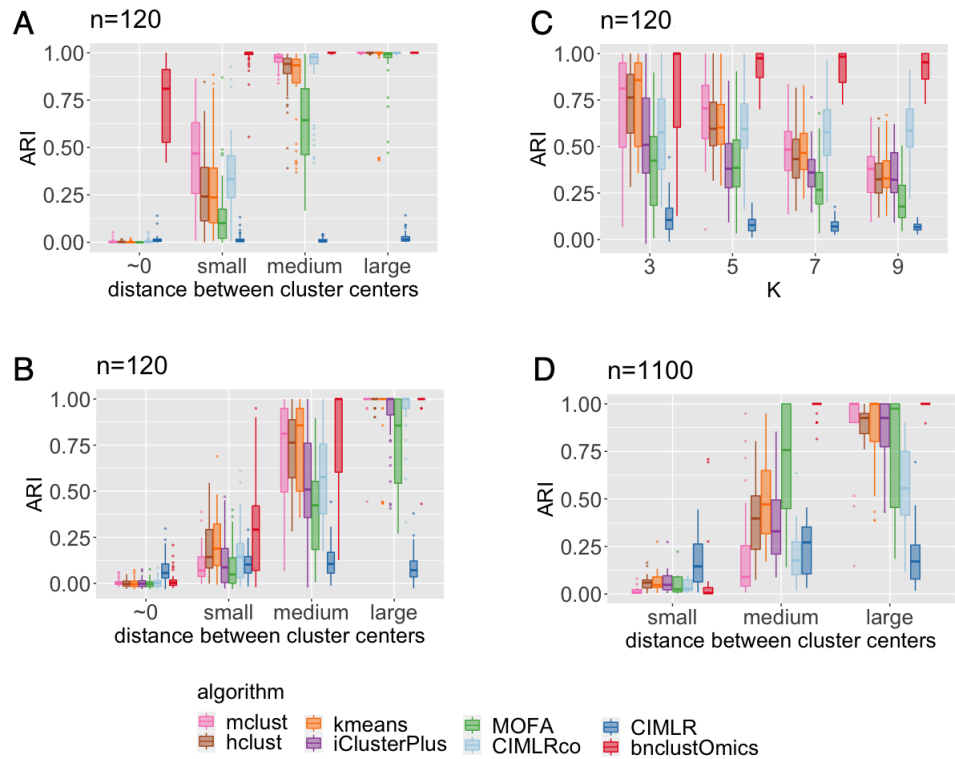 A
n=120
1.00
0.75
0.50
0.25
0.00
ARI
~0 small medium large
distance between cluster centers
C
n=120
1.00
0.75
0.50
0.25
0.00
ARI
3 5 7 9
K
B
n=120
1.00
0.75
0.50
0.25
0.00
ARI
~0 small medium large
distance between cluster centers
D
n=1100
1.00
0.75
0.50
0.25
0.00
ARI
small medium large
distance between cluster centers
algorithm
mclust kmeans MOFA CIMLR
hclust iClusterPlus CIMLRco bnclustOmics